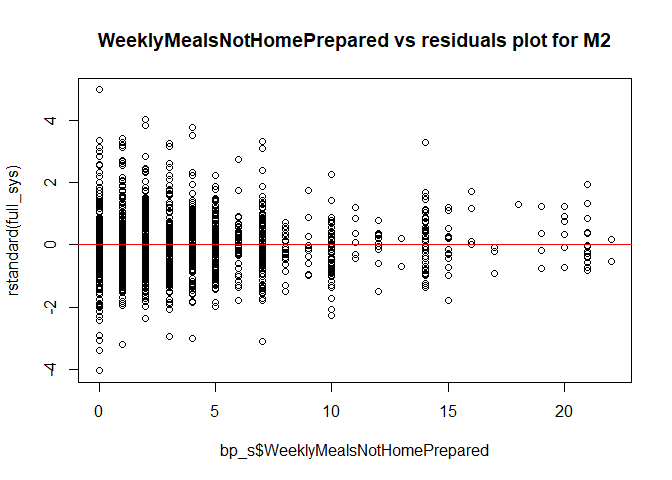 WeeklyMealsNotHomePrepared vs residuals plot for M2
rstandard(full_sys)
4
2
0
-2
-4
0 5 10 15 20
bp_s$WeeklyMealsNotHomePrepared